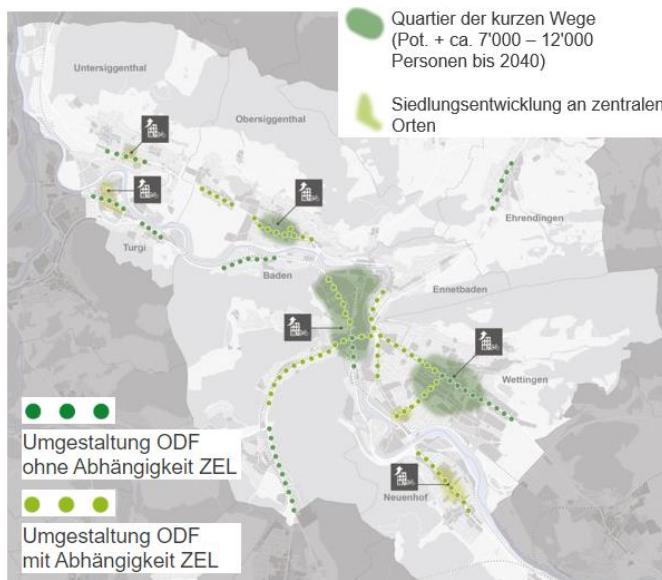 Quartier der kurzen Wege
(Pot. + ca. 7'000 – 12'000
Personen bis 2040)
Siedlungsentwicklung an zentralen
Orten
Untersiggenthal
Obersiggenthal
Ehrendingen
Turgi
Baden
Ennetbaden
Wettingen
Neuenhof
Umgestaltung ODF
ohne Abhängigkeit ZEL
Umgestaltung ODF
mit Abhängigkeit ZEL